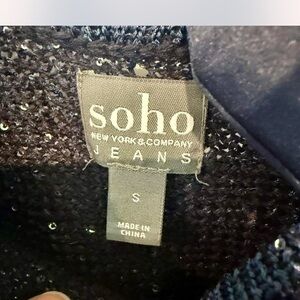 soho
NEW YORK & COMPANY
JEANS
S
MADE IN
CHINA